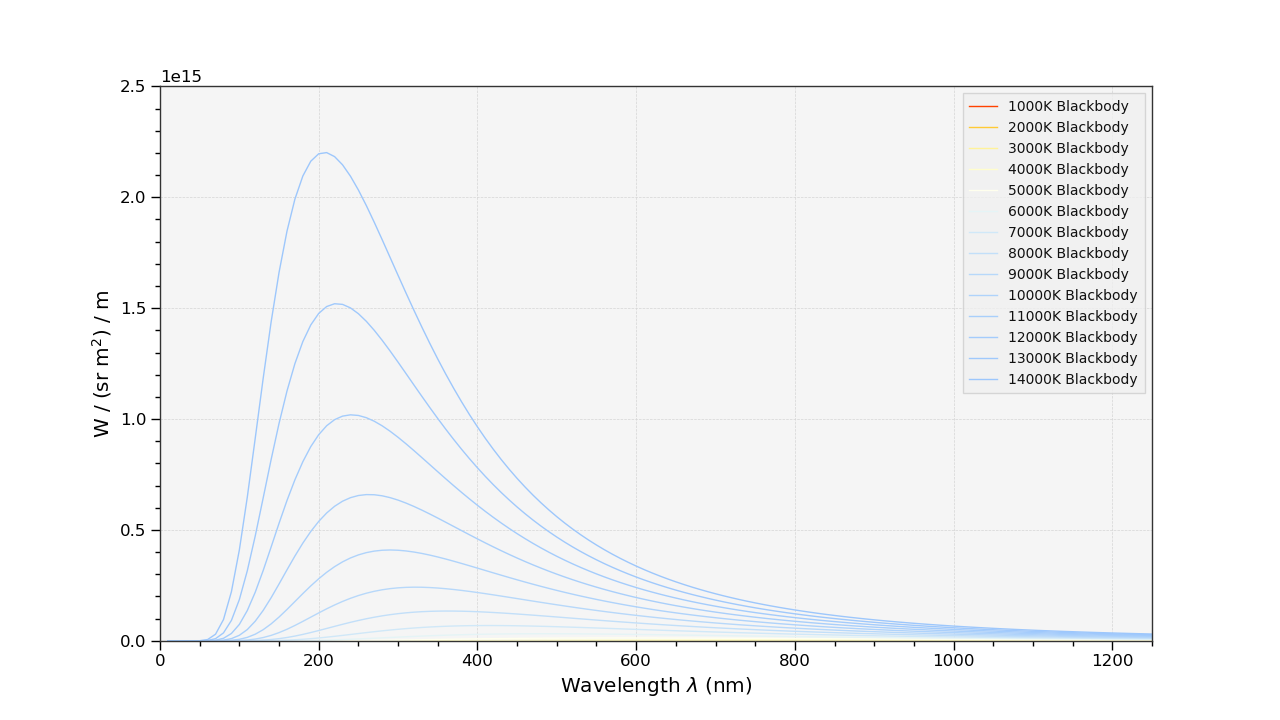 1e15
2.5
2.0
1.5
1.0
0.5
0.0
W / (sr m²) / m
0 200 400 600 800 1000 1200
Wavelength λ (nm)
1000K Blackbody
2000K Blackbody
3000K Blackbody
4000K Blackbody
5000K Blackbody
6000K Blackbody
7000K Blackbody
8000K Blackbody
9000K Blackbody
10000K Blackbody
11000K Blackbody
12000K Blackbody
13000K Blackbody
14000K Blackbody